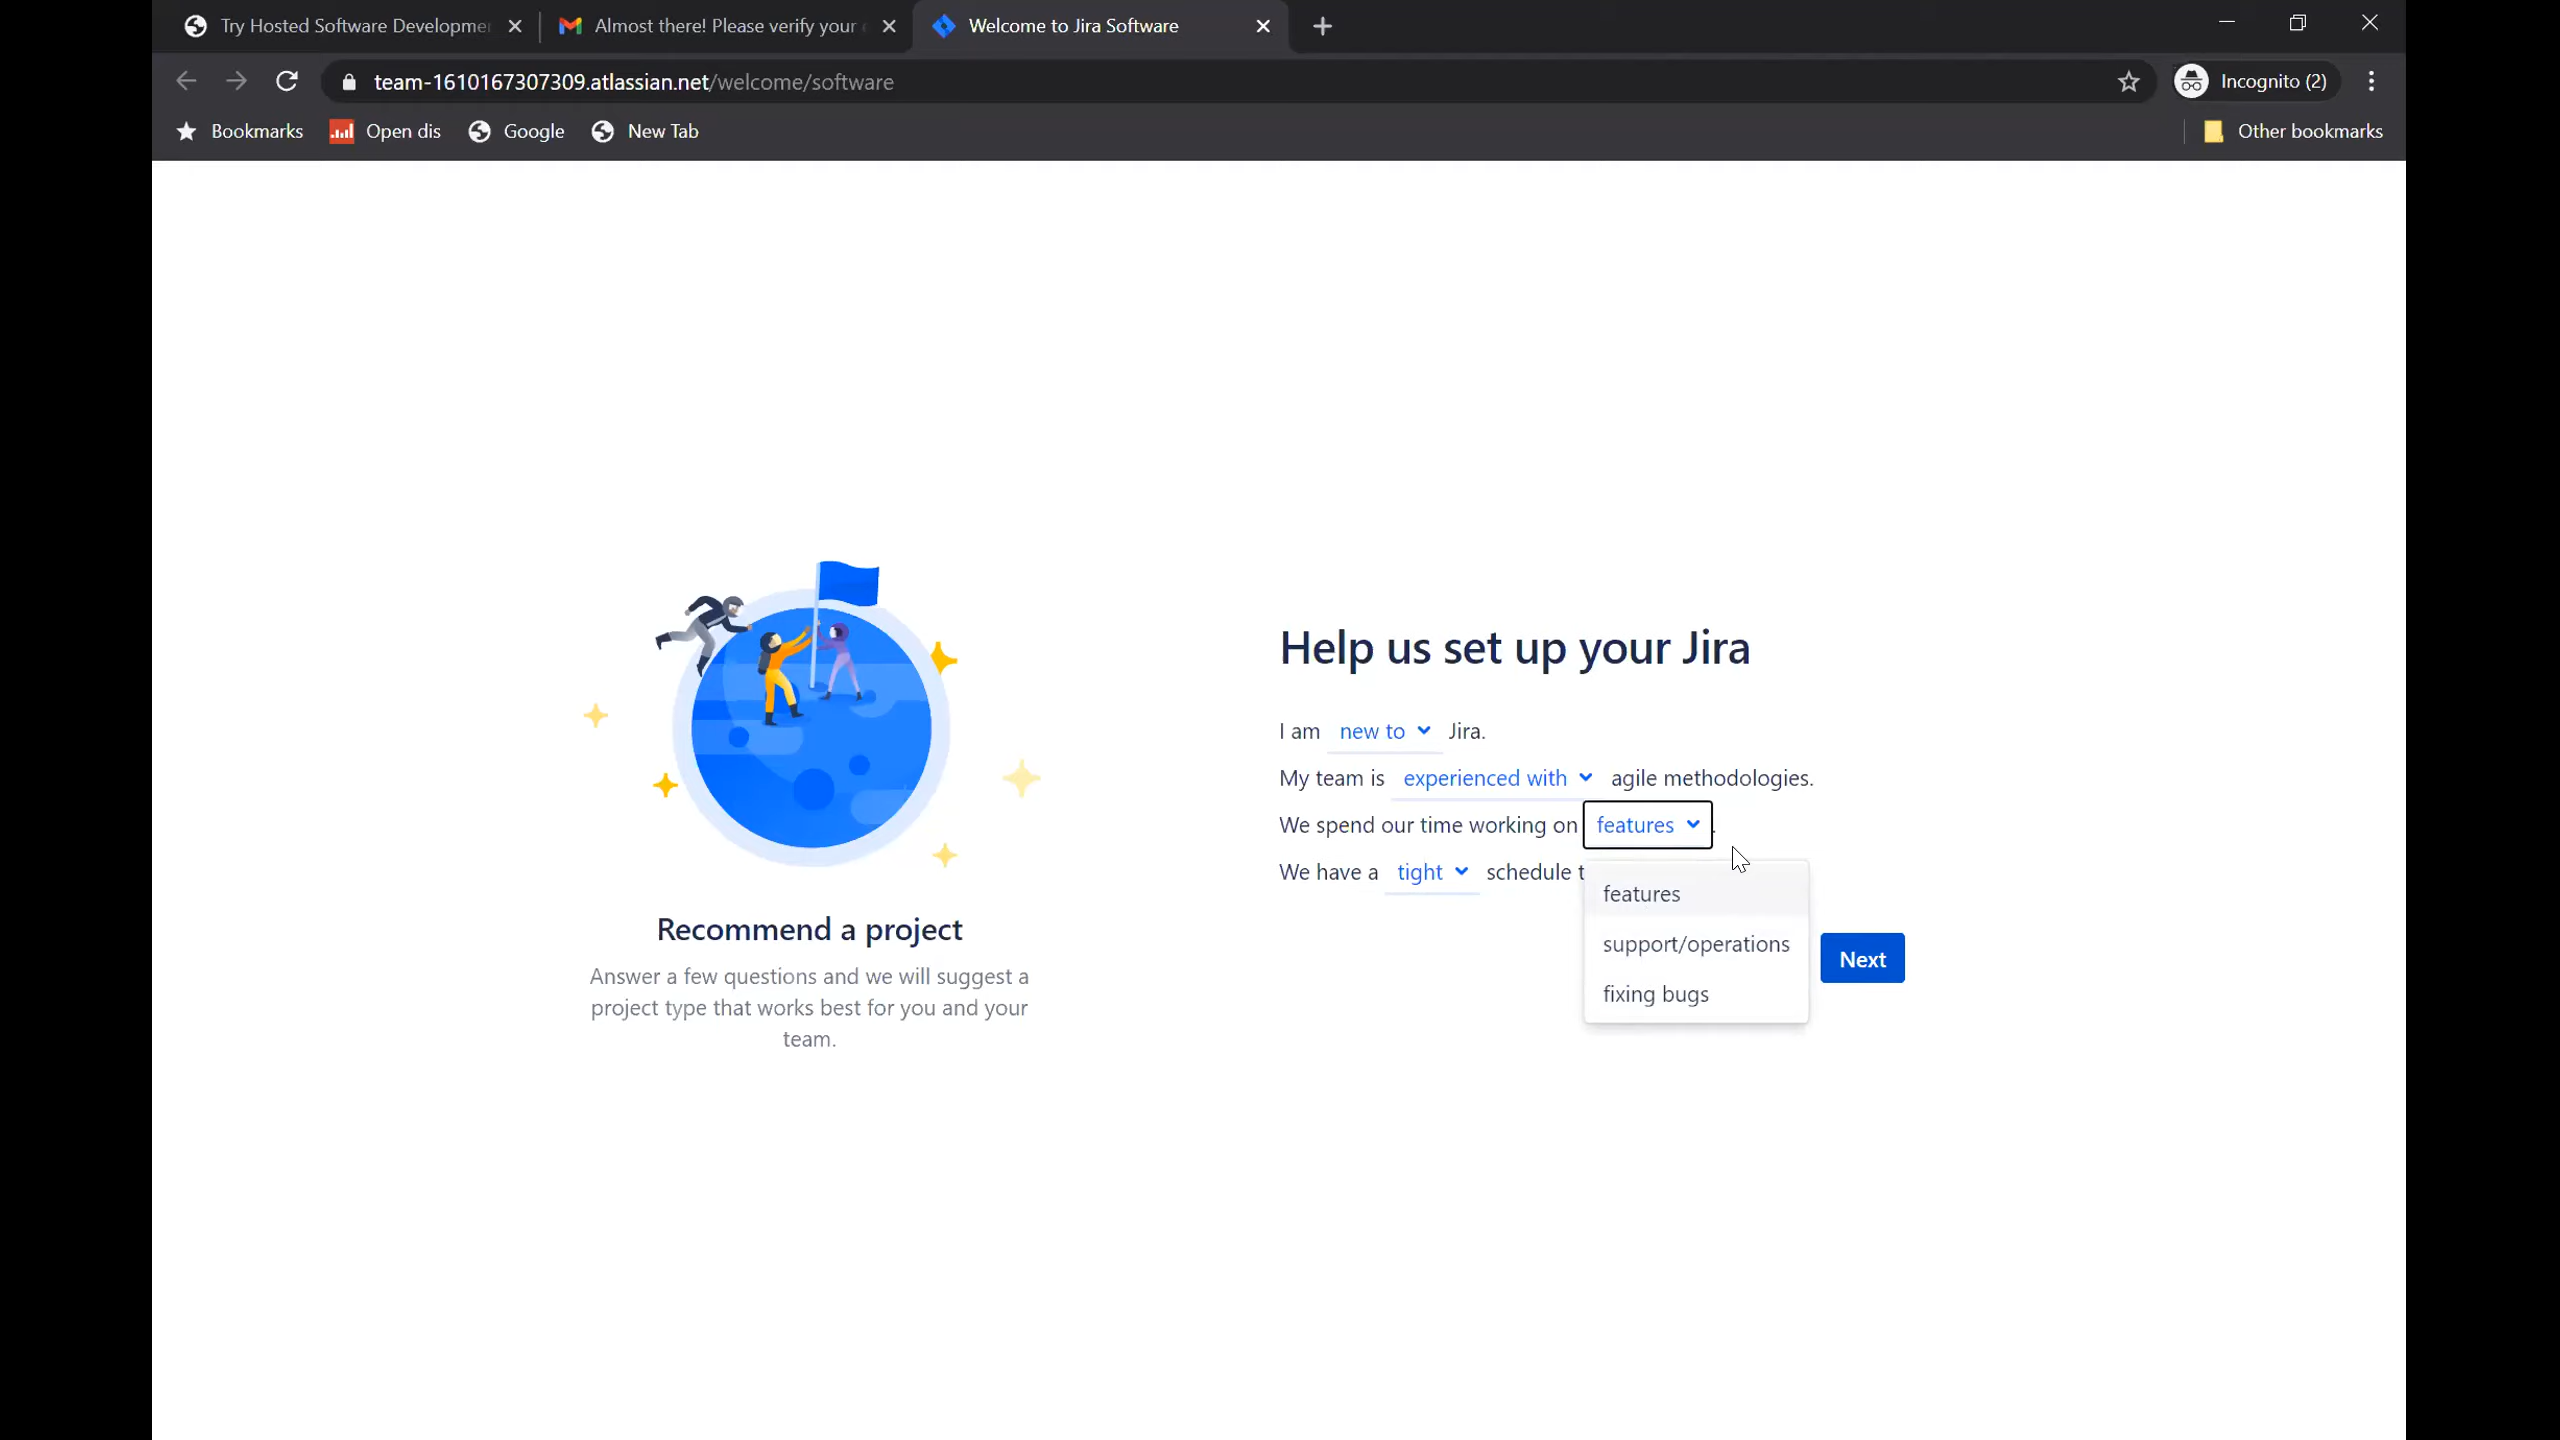 Try Hosted Software Developme
Almost there! Please verify your
Welcome to Jira Software
team-1610167307309.atlassian.net/welcome/software
Incognito (2)
Bookmarks
Open dis
Google
New Tab
Other bookmarks
Help us set up your Jira
I am new to Jira.
My team is experienced with agile methodologies.
We spend our time working on features .
We have a tight schedule t
features
support/operations
fixing bugs
Next
Recommend a project
Answer a few questions and we will suggest a
project type that works best for you and your
team.